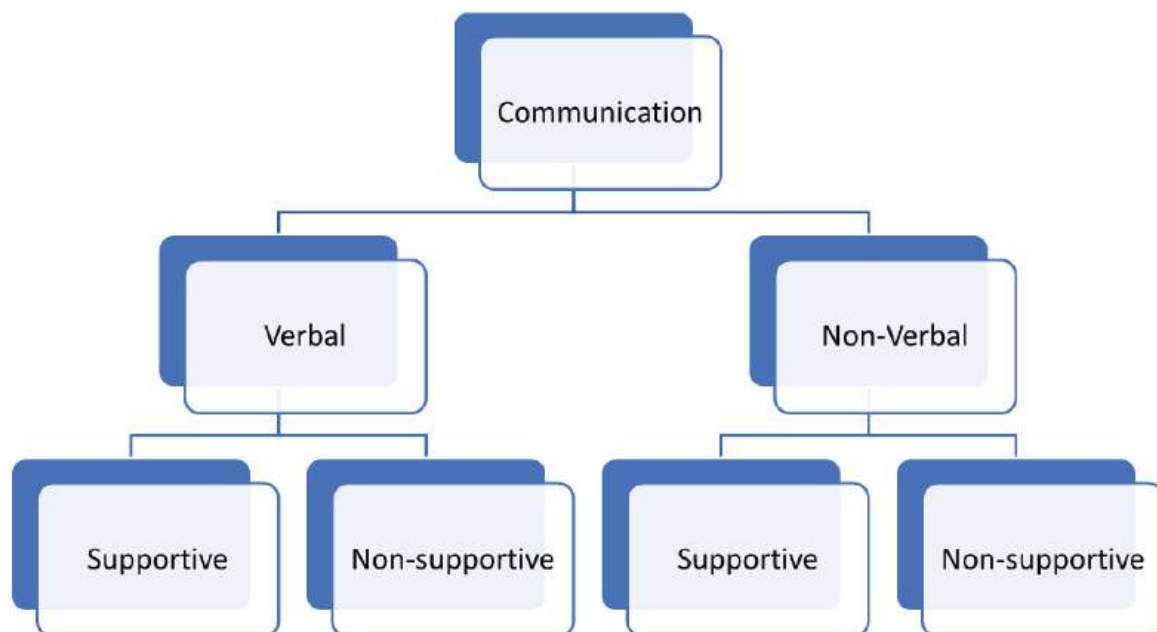 Communication
Verbal
Non-Verbal
Supportive
Non-supportive
Supportive
Non-supportive